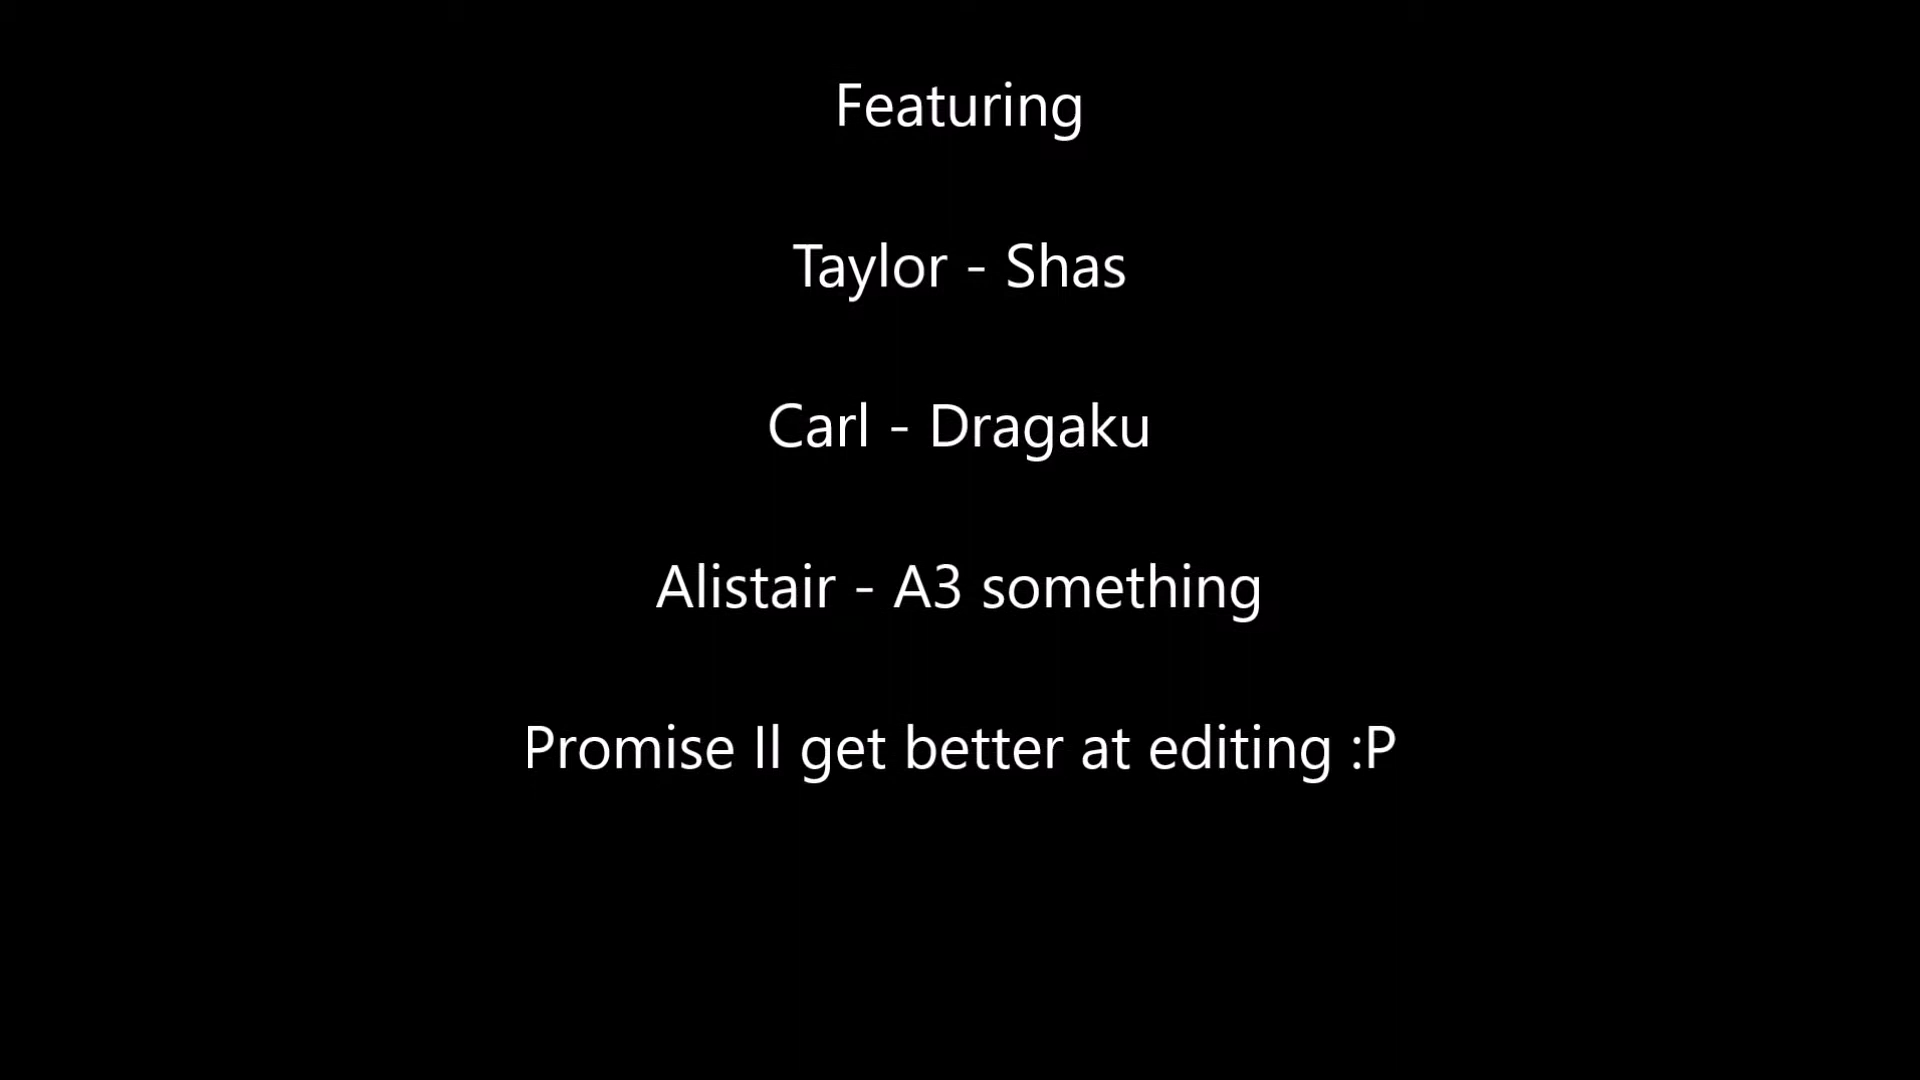 Featuring
Taylor - Shas
Carl - Dragaku
Alistair - A3 something
Promise Il get better at editing :P